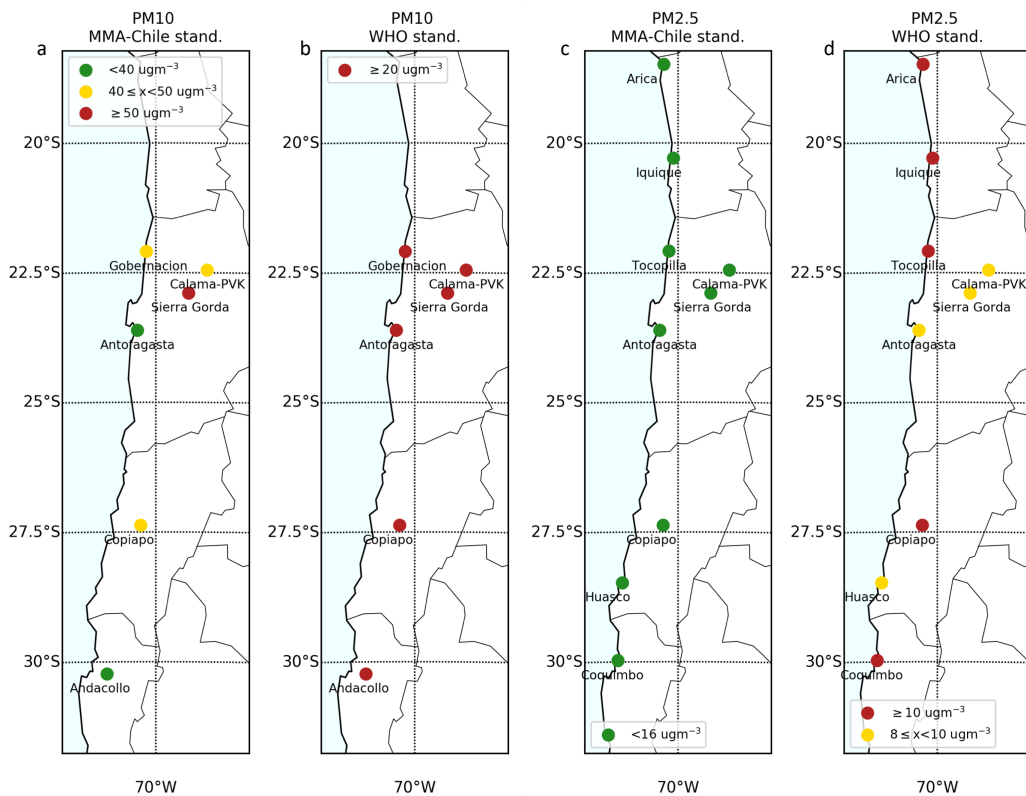 PM10
MMA-Chile stand.
PM10
WHO stand.
PM2.5
MMA-Chile stand.
PM2.5
WHO stand.
a
<40 ugm⁻³
40 ≤ x<50 ugm⁻³
≥50 ugm⁻³
20°S
22.5°S
25°S
27.5°S
30°S
70°W
Gobernacion
Calama-PVK
Sierra Gorda
Antofagasta
Copiapo
Andacollo
b
≥20 ugm⁻³
20°S
22.5°S
25°S
27.5°S
30°S
70°W
Gobernacion
Calama-PVK
Sierra Gorda
Antofagasta
Copiapo
Andacollo
c
Arica
20°S
Iquique
Tocopilla
22.5°S
Calama-PVK
Sierra Gorda
Antofagasta
25°S
27.5°S
Copiapo
Huasco
30°S
Coquimbo
<16 ugm⁻³
70°W
d
Arica
20°S
Iquique
Tocopilla
22.5°S
Calama-PVK
Sierra Gorda
Antofagasta
25°S
27.5°S
Copiapo
Huasco
30°S
Coquimbo
≥10 ugm⁻³
8 ≤ x<10 ugm⁻³
70°W